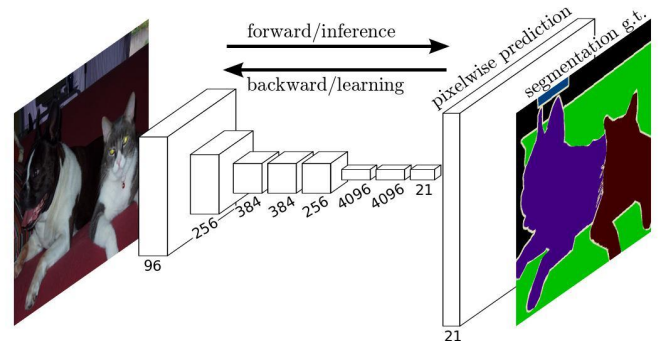 forward/inference
backward/learning
pixelwise prediction
segmentation g.t.
96
256
384
384
256
4096
4096
21
21